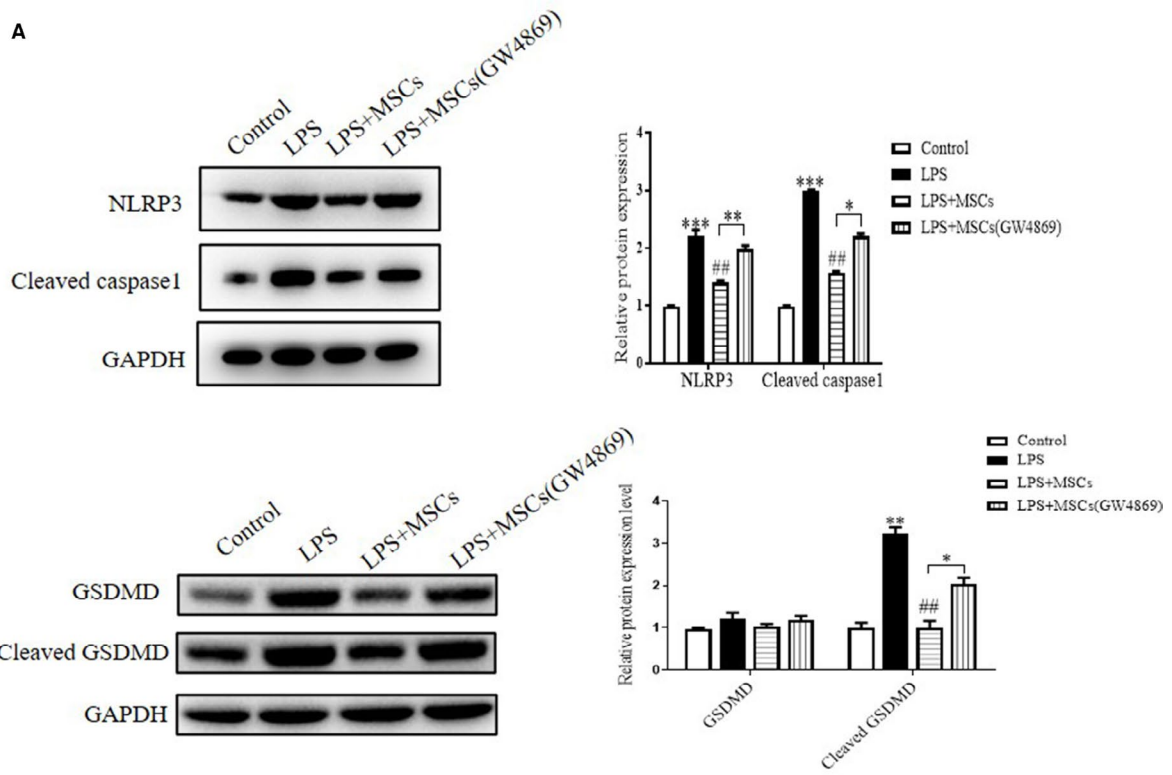 A
Control
LPS
LPS+MSCs
LPS+MSCs(GW4869)
NLRP3
Cleaved caspase1
GAPDH
Relative protein expression
4
3
2
1
0
***
##
**
***
##
*
NLRP3
Cleaved caspase1
Control
LPS
LPS+MSCs
LPS+MSCs(GW4869)
Control
LPS
LPS+MSCs
LPS+MSCs(GW4869)
GSDMD
Cleaved GSDMD
GAPDH
Relative protein expression level
4
3
2
1
0
**
##
*
GSDMD
Cleaved GSDMD
Control
LPS
LPS+MSCs
LPS+MSCs(GW4869)